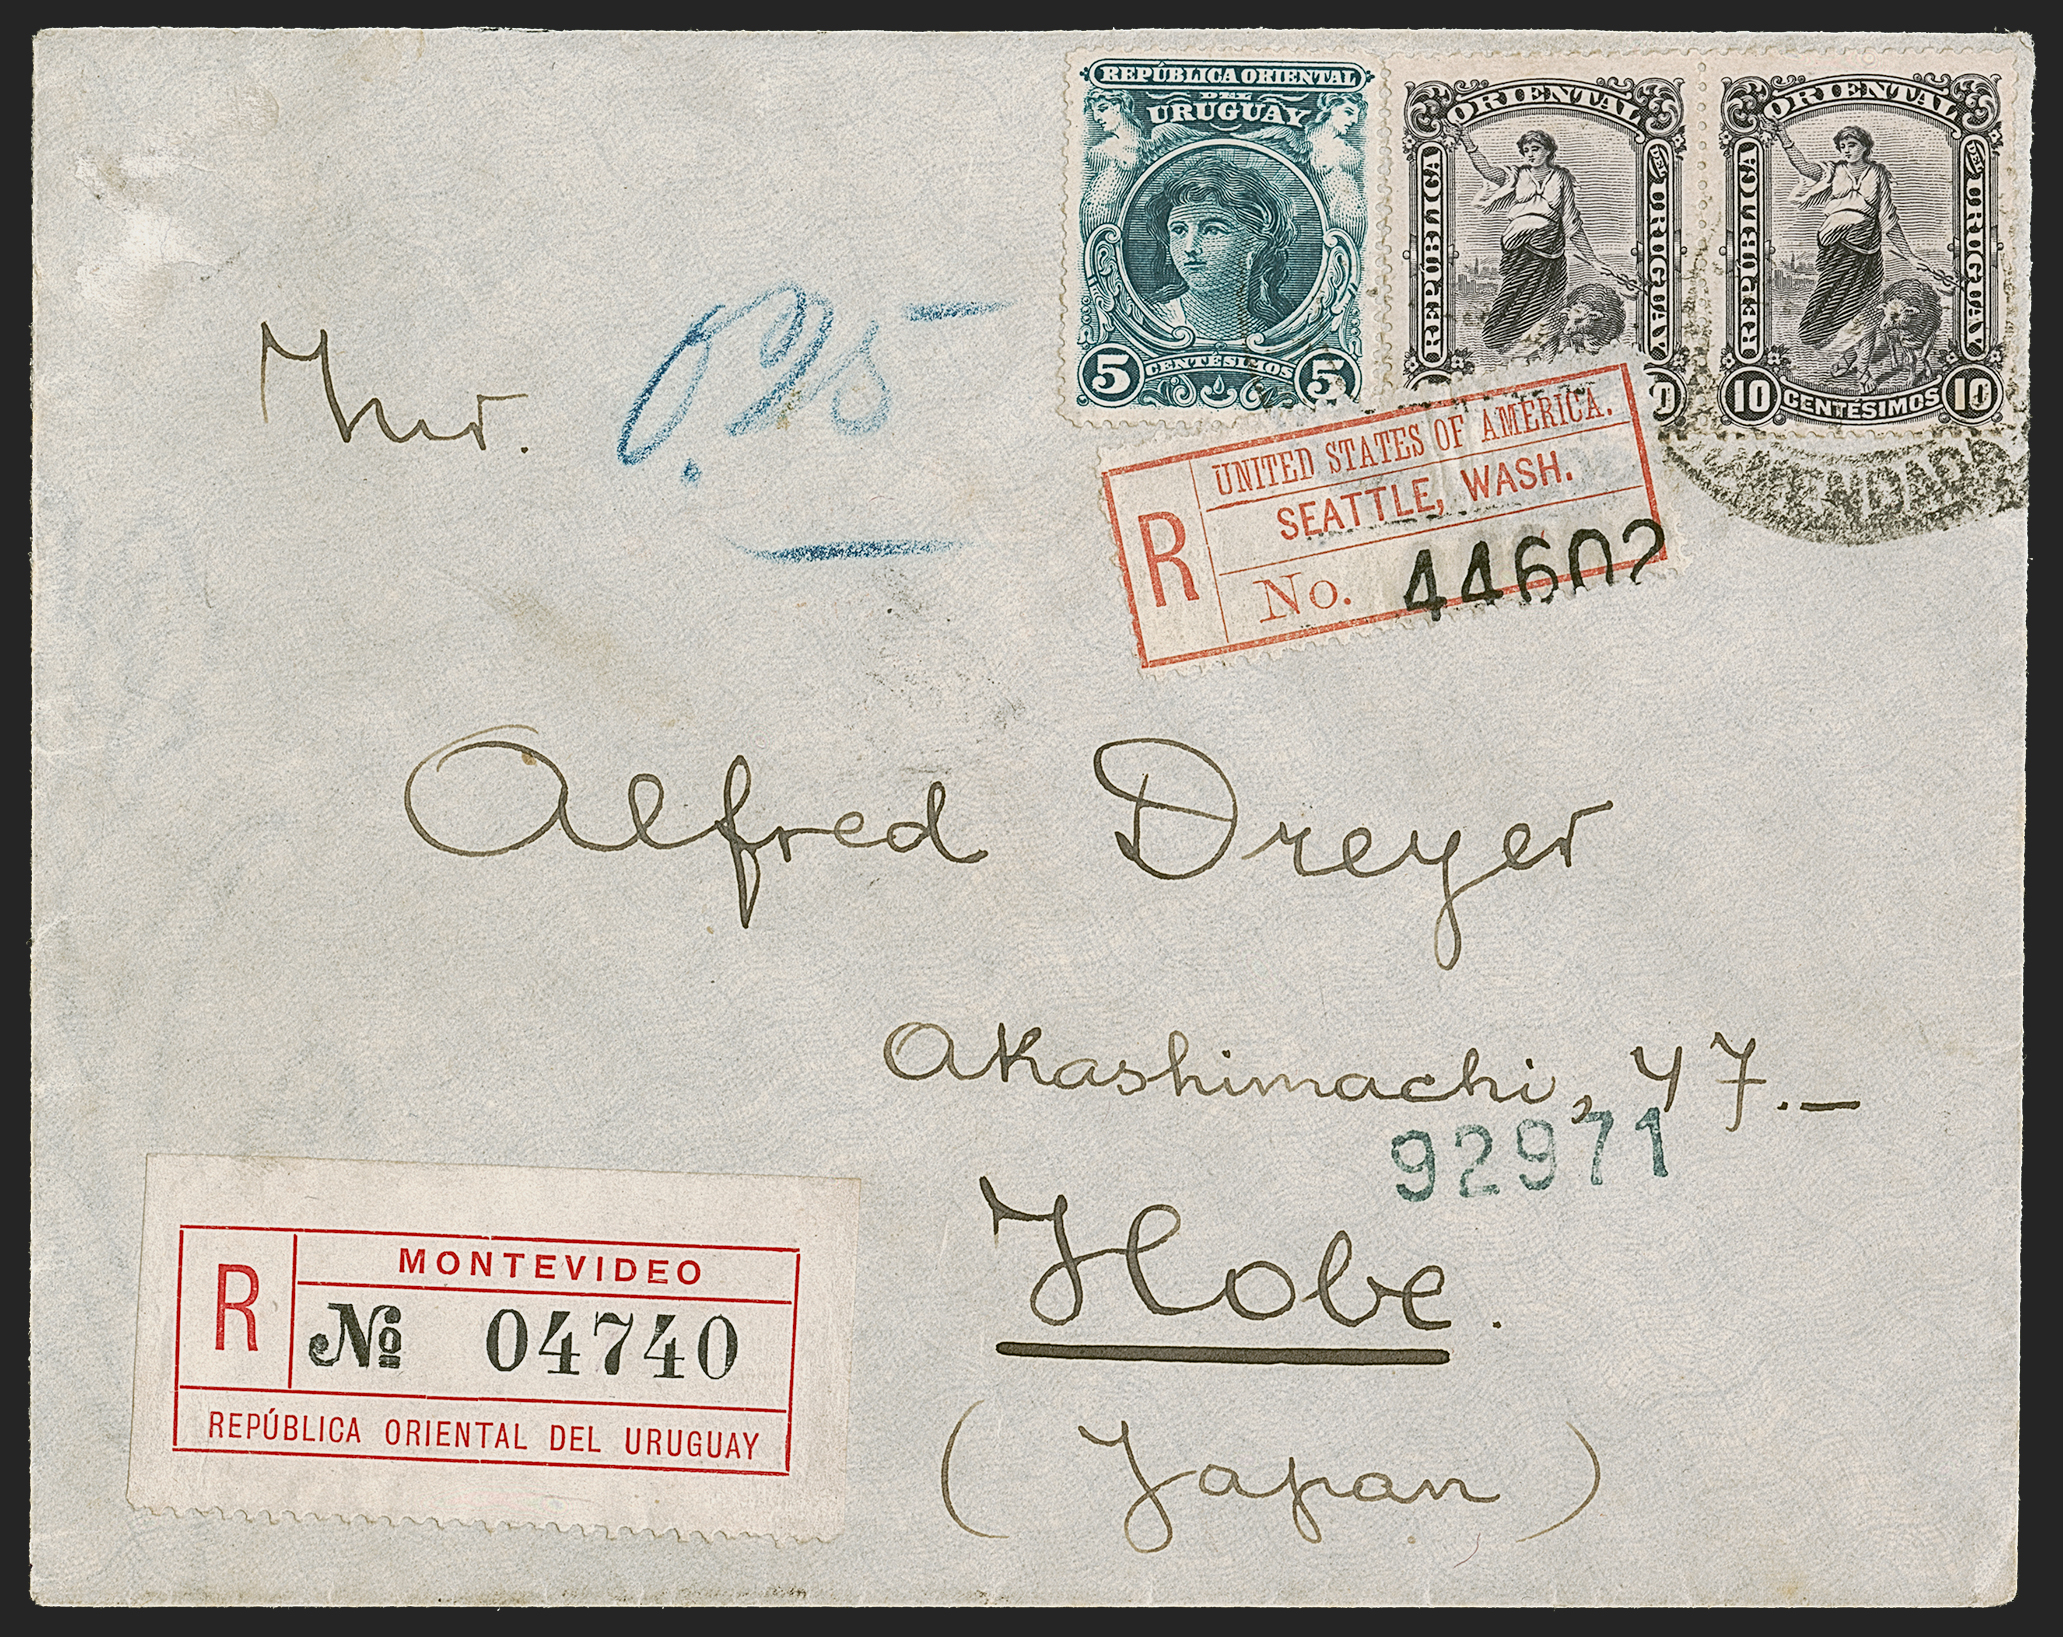 REPÚBLICA ORIENTAL
DEL
URUGUAY
5 CENTÉSIMOS 5
REPÚBLICA ORIENTAL DEL URUGUAY
REPÚBLICA ORIENTAL DEL URUGUAY
10 CENTÉSIMOS 10
Mr.
UNITED STATES OF AMERICA.
SEATTLE, WASH.
R No. 44602
Alfred Dreyer
Akashimachi, 47.—
92971
Kobe.
(Japan)
R MONTEVIDEO
Nº 04740
REPÚBLICA ORIENTAL DEL URUGUAY